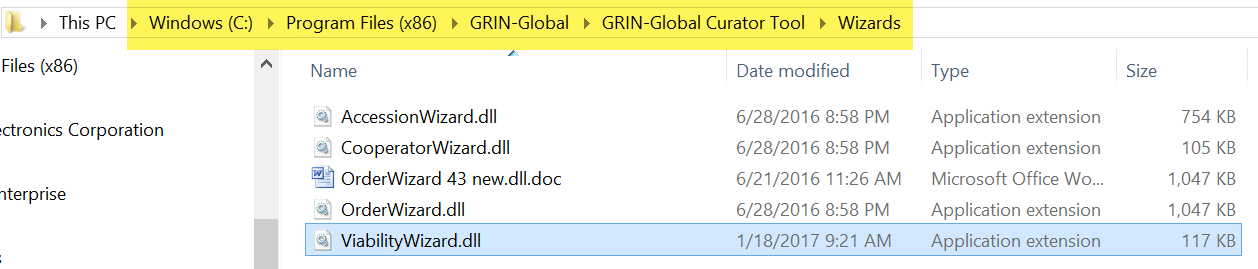 This PC Windows (C:) Program Files (x86) GRIN-Global GRIN-Global Curator Tool Wizards
Files (x86)
ectronics Corporation
nterprise
Name Date modified Type Size
AccessionWizard.dll 6/28/2016 8:58 PM Application extension 754 KB
CooperatorWizard.dll 6/28/2016 8:58 PM Application extension 105 KB
OrderWizard 43 new.dll.doc 6/21/2016 11:26 AM Microsoft Office Wo... 1,047 KB
OrderWizard.dll 6/28/2016 8:58 PM Application extension 1,047 KB
ViabilityWizard.dll 1/18/2017 9:21 AM Application extension 117 KB